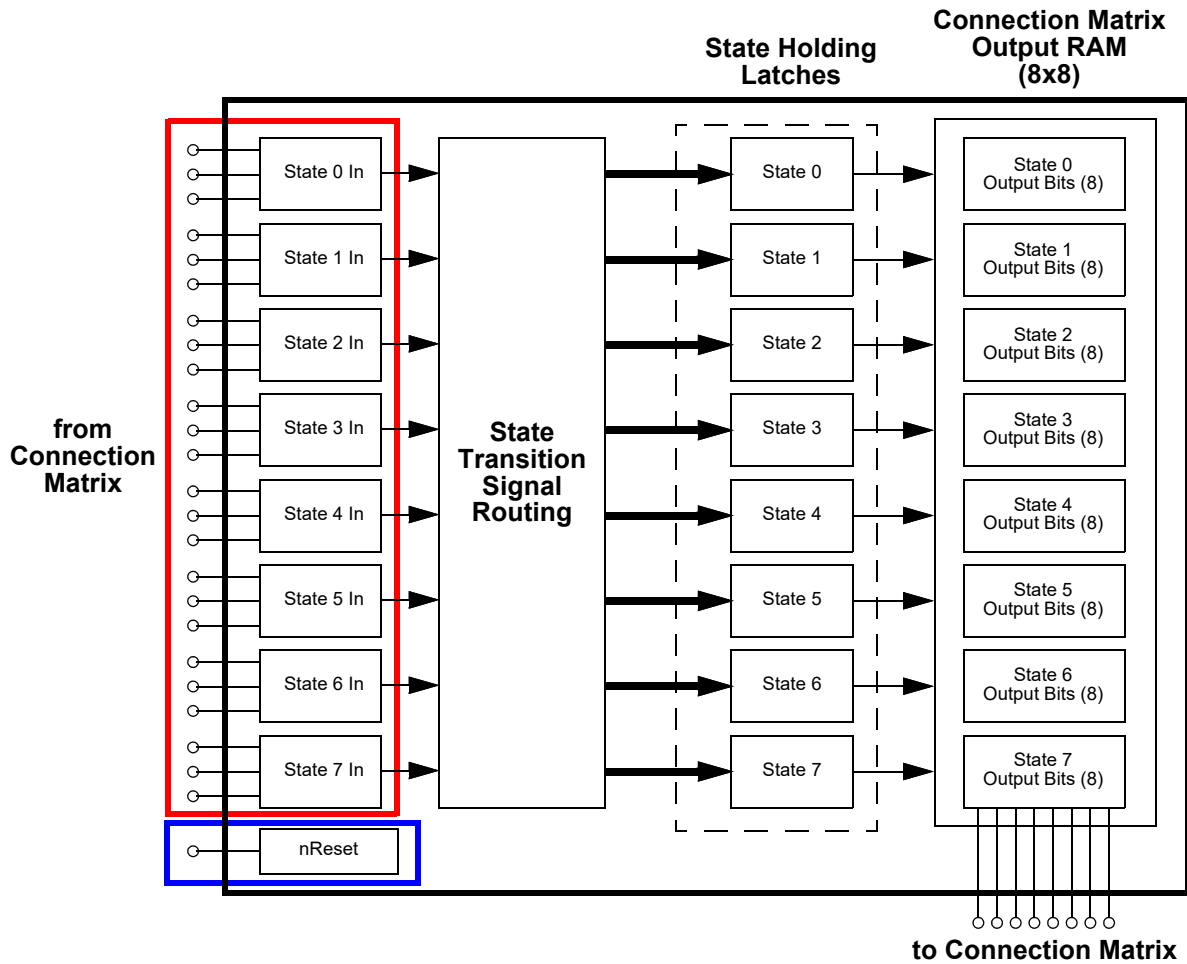 Connection Matrix
Output RAM
(8x8)
State Holding
Latches
from
Connection
Matrix
State 0 In
State 1 In
State 2 In
State 3 In
State 4 In
State 5 In
State 6 In
State 7 In
nReset
State
Transition
Signal
Routing
State 0
State 1
State 2
State 3
State 4
State 5
State 6
State 7
State 0
Output Bits (8)
State 1
Output Bits (8)
State 2
Output Bits (8)
State 3
Output Bits (8)
State 4
Output Bits (8)
State 5
Output Bits (8)
State 6
Output Bits (8)
State 7
Output Bits (8)
to Connection Matrix